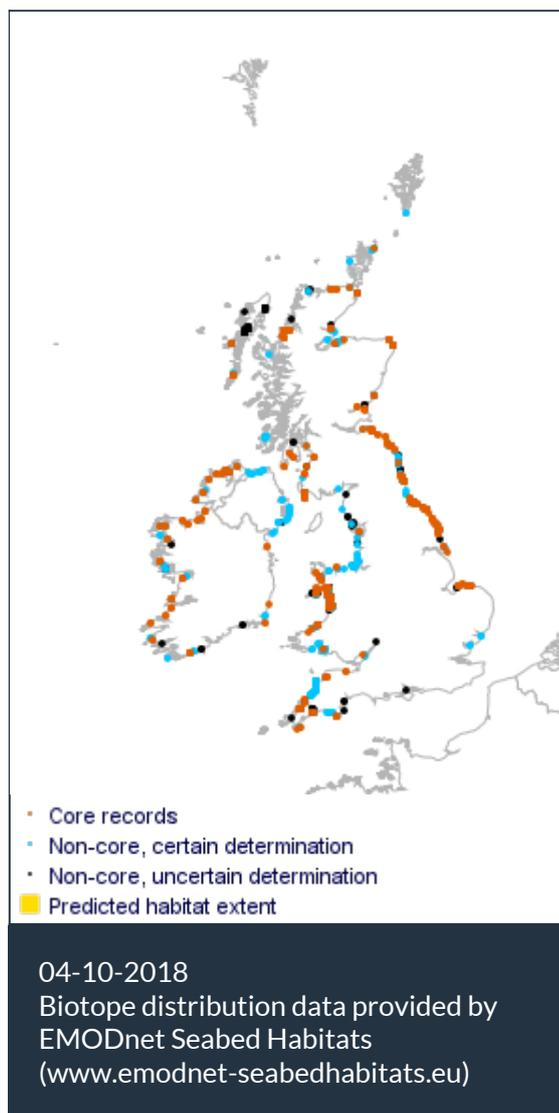 Core records
Non-core, certain determination
Non-core, uncertain determination
Predicted habitat extent
04-10-2018
Biotope distribution data provided by
EMODnet Seabed Habitats
(www.emodnet-seabedhabitats.eu)